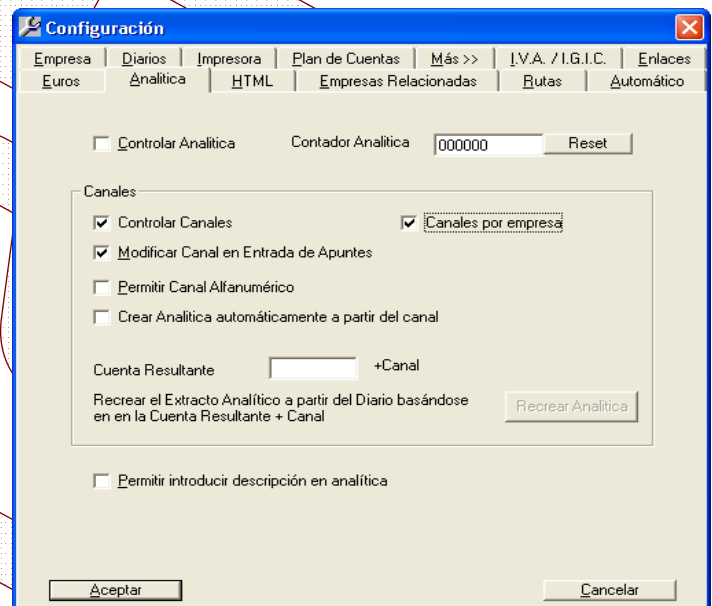 Configuración
Empresa Diarios Impresora Plan de Cuentas Más >> I.V.A. / I.G.I.C. Enlaces
Euros Analitica HTML Empresas Relacionadas Rutas Automático
Controlar Analitica Contador Analitica 000000 Reset
Canales
Controlar Canales Canales por empresa
Modificar Canal en Entrada de Apuntes
Permitir Canal Alfanumérico
Crear Analitica automáticamente a partir del canal
Cuenta Resultante +Canal
Recrear el Extracto Analítico a partir del Diario basándose
en en la Cuenta Resultante + Canal Recrear Analitica
Permitir introducir descripción en analítica
Aceptar Cancelar